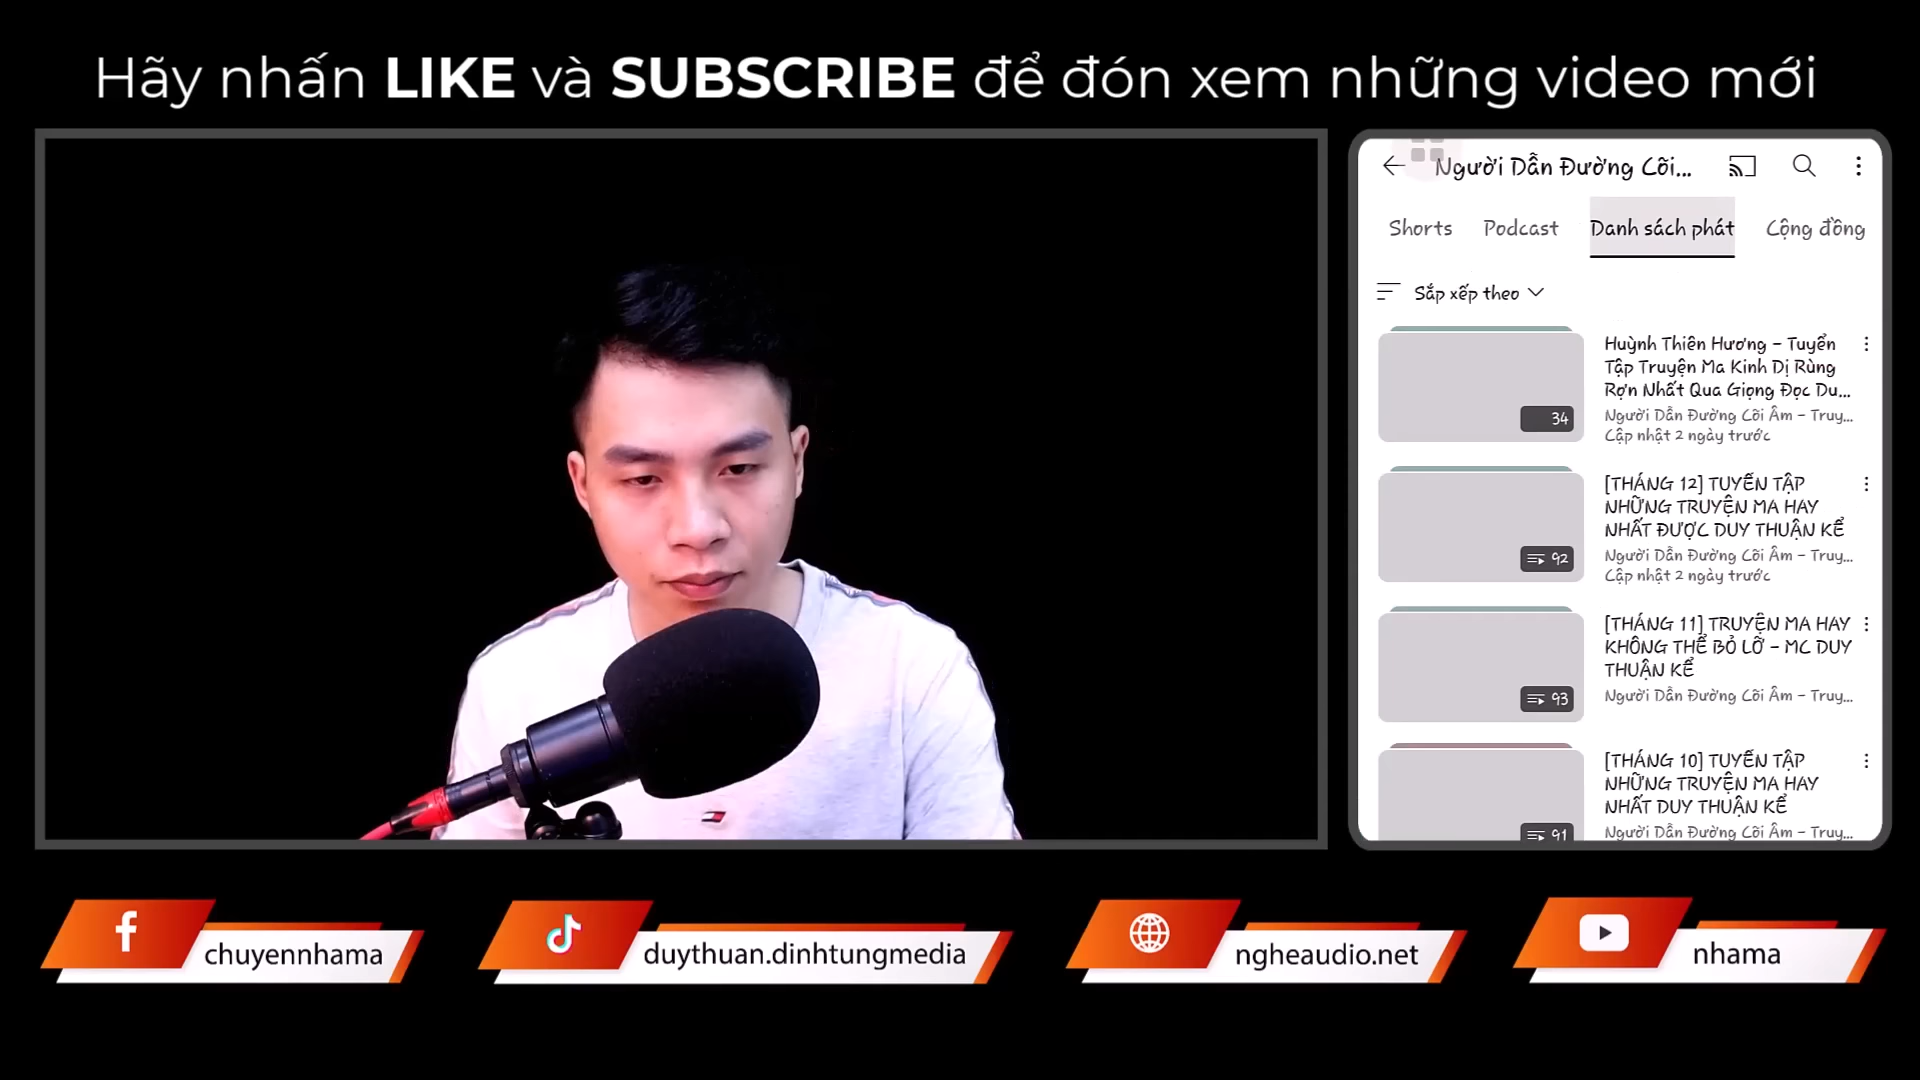 Hãy nhấn LIKE và SUBSCRIBE để đón xem những video mới
Người Dẫn Đường Cõi...
Shorts Podcast Danh sách phát Cộng đồng
Sắp xếp theo
Huỳnh Thiên Hương - Tuyển
Tập Truyện Ma Kinh Dị Rùng
Rợn Nhất Qua Giọng Đọc Du...
Người Dẫn Đường Cõi Âm - Truy...
Cập nhật 2 ngày trước
34
[THÁNG 12] TUYỂN TẬP
NHỮNG TRUYỆN MA HAY
NHẤT ĐƯỢC DUY THUẬN KỂ
Người Dẫn Đường Cõi Âm - Truy...
Cập nhật 2 ngày trước
92
[THÁNG 11] TRUYỆN MA HAY
KHÔNG THỂ BỎ LỠ - MC DUY
THUẬN KỂ
Người Dẫn Đường Cõi Âm - Truy...
93
[THÁNG 10] TUYỂN TẬP
NHỮNG TRUYỆN MA HAY
NHẤT DUY THUẬN KỂ
Người Dẫn Đường Cõi Âm - Truy...
91
chuyennhama
duythuan.dinhtungmedia
ngheaudio.net
nhama